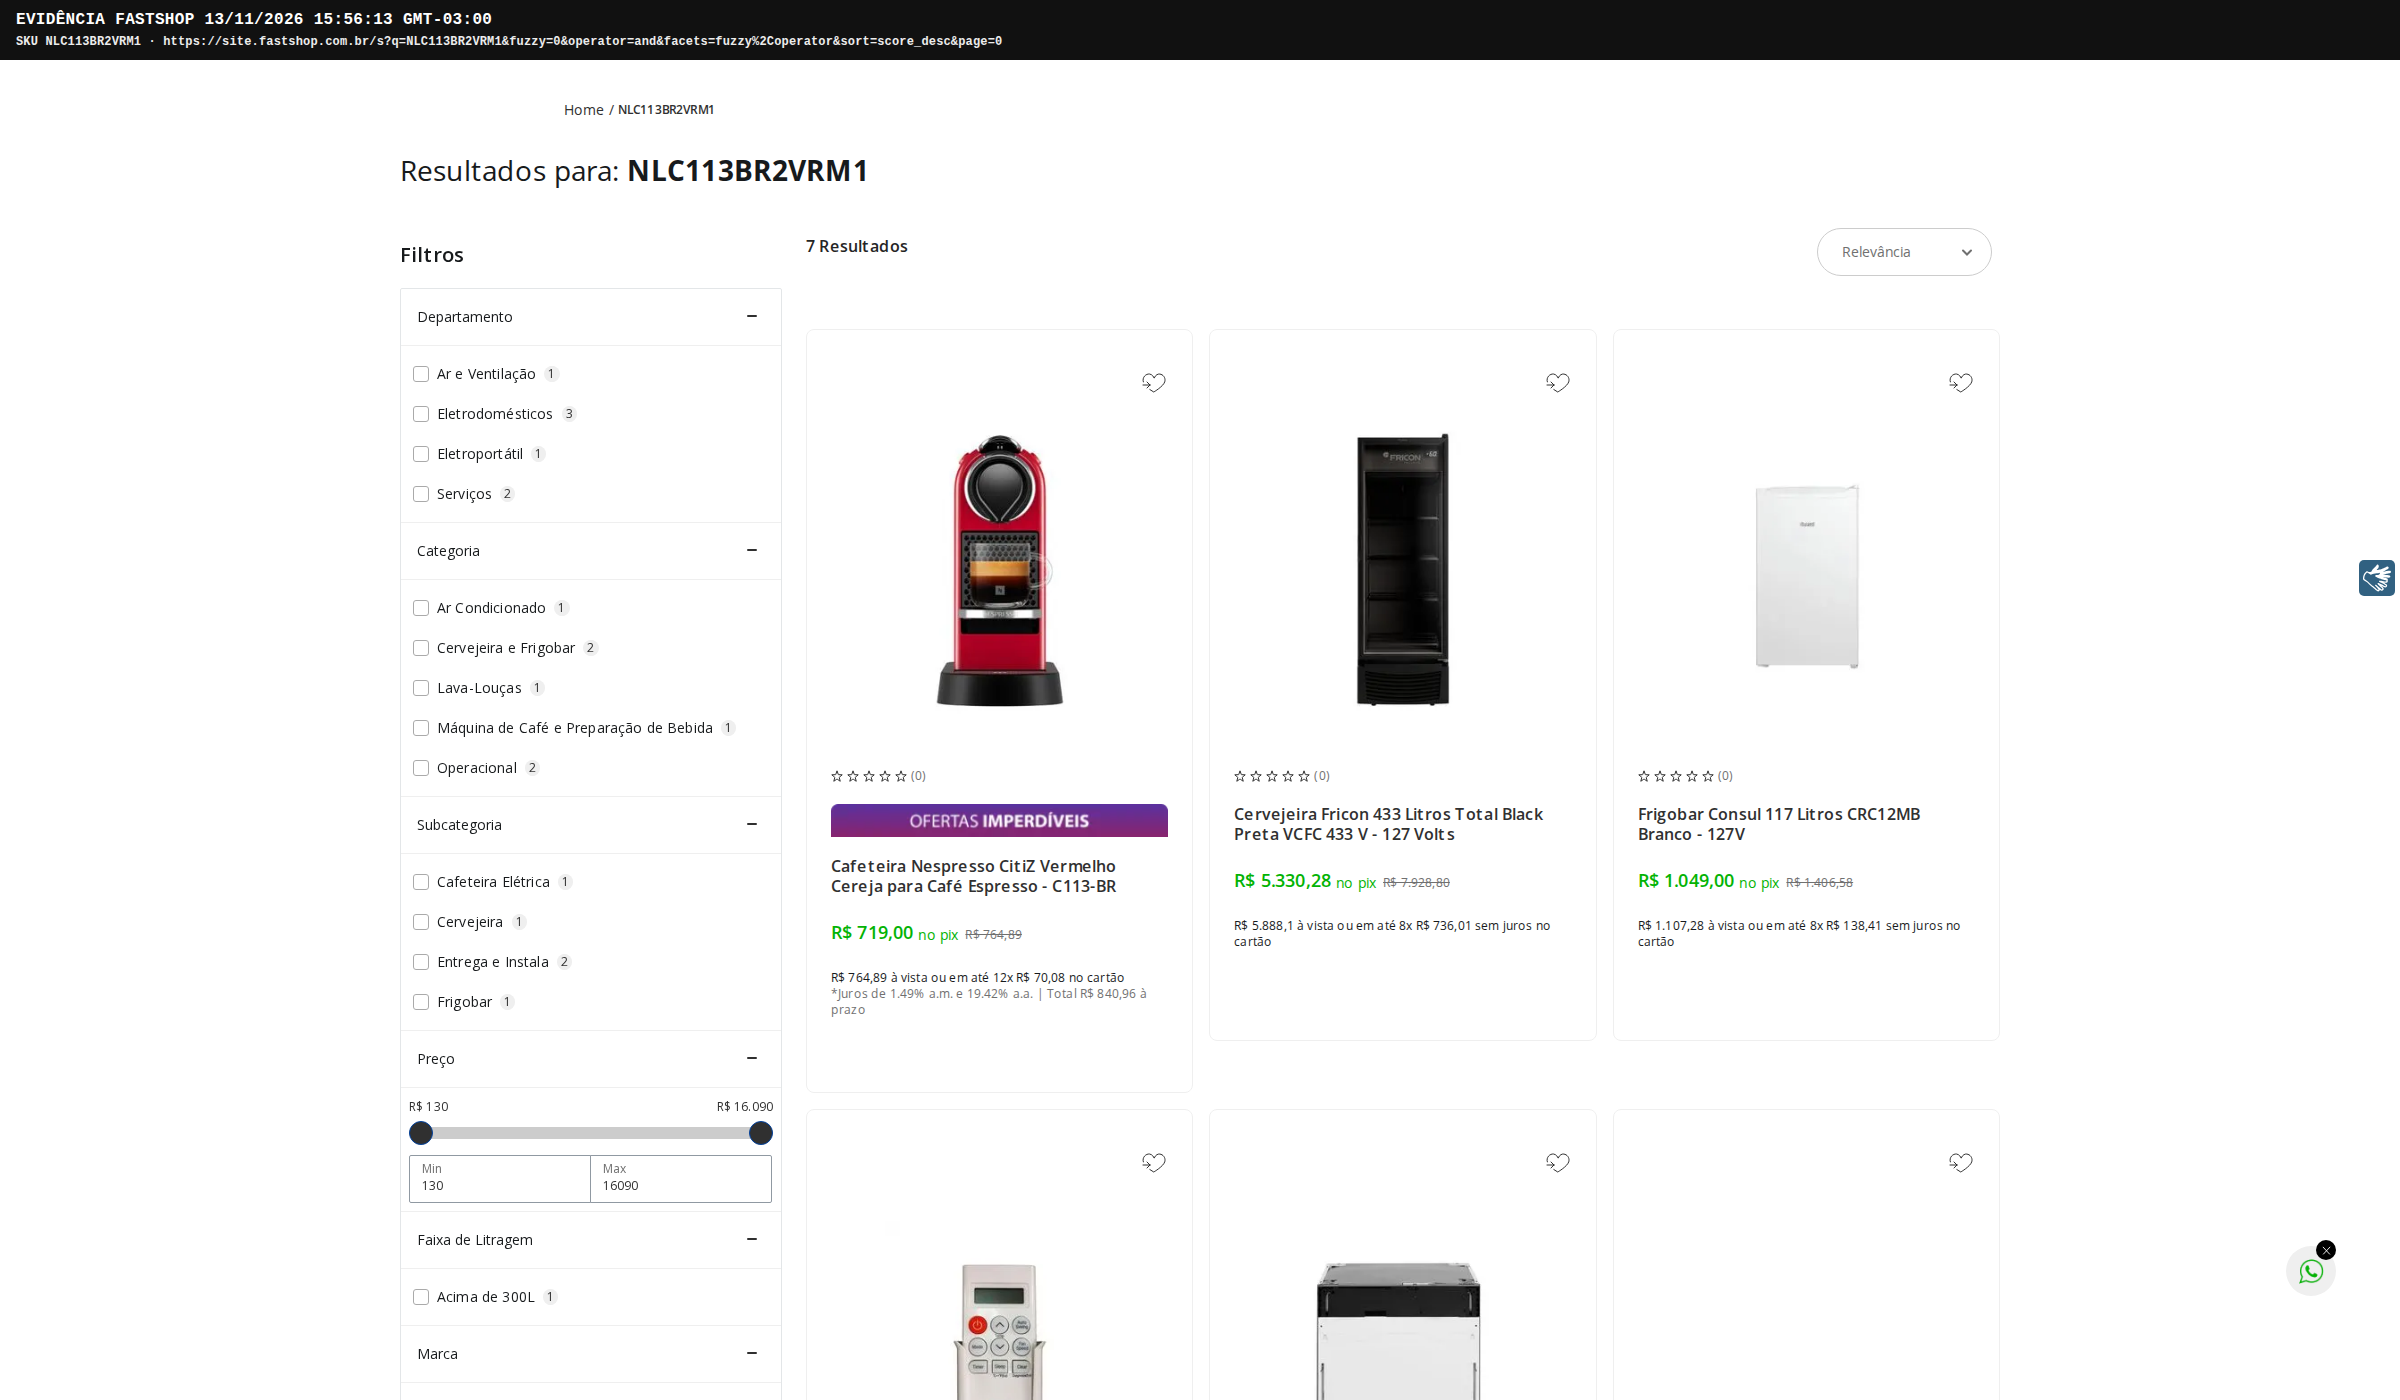 EVIDÊNCIA FASTSHOP 13/11/2026 15:56:13 GMT-03:00
SKU NLC113BR2VRM1 · https://site.fastshop.com.br/s?q=NLC113BR2VRM1&fuzzy=0&operator=and&facets=fuzzy%2Coperator&sort=score_desc&page=0
Home / NLC113BR2VRM1
Resultados para: NLC113BR2VRM1
Filtros
7 Resultados
Relevância
Departamento
Ar e Ventilação 1
Eletrodomésticos 3
Eletroportátil 1
Serviços 2
Categoria
Ar Condicionado 1
Cervejeira e Frigobar 2
Lava-Louças 1
Máquina de Café e Preparação de Bebida 1
Operacional 2
Subcategoria
Cafeteira Elétrica 1
Cervejeira 1
Entrega e Instala 2
Frigobar 1
Preço
R$ 130
R$ 16.090
Min
130
Max
16090
Faixa de Litragem
Acima de 300L 1
Marca
(0)
OFERTAS IMPERDÍVEIS
Cafeteira Nespresso CitiZ Vermelho
Cereja para Café Espresso - C113-BR
R$ 719,00 no pix R$ 764,89
R$ 764,89 à vista ou em até 12x R$ 70,08 no cartão
*Juros de 1.49% a.m. e 19.42% a.a. | Total R$ 840,96 à
prazo
FRICON
(0)
Cervejeira Fricon 433 Litros Total Black
Preta VCFC 433 V - 127 Volts
R$ 5.330,28 no pix R$ 7.928,80
R$ 5.888,1 à vista ou em até 8x R$ 736,01 sem juros no
cartão
(0)
Frigobar Consul 117 Litros CRC12MB
Branco - 127V
R$ 1.049,00 no pix R$ 1.406,58
R$ 1.107,28 à vista ou em até 8x R$ 138,41 sem juros no
cartão